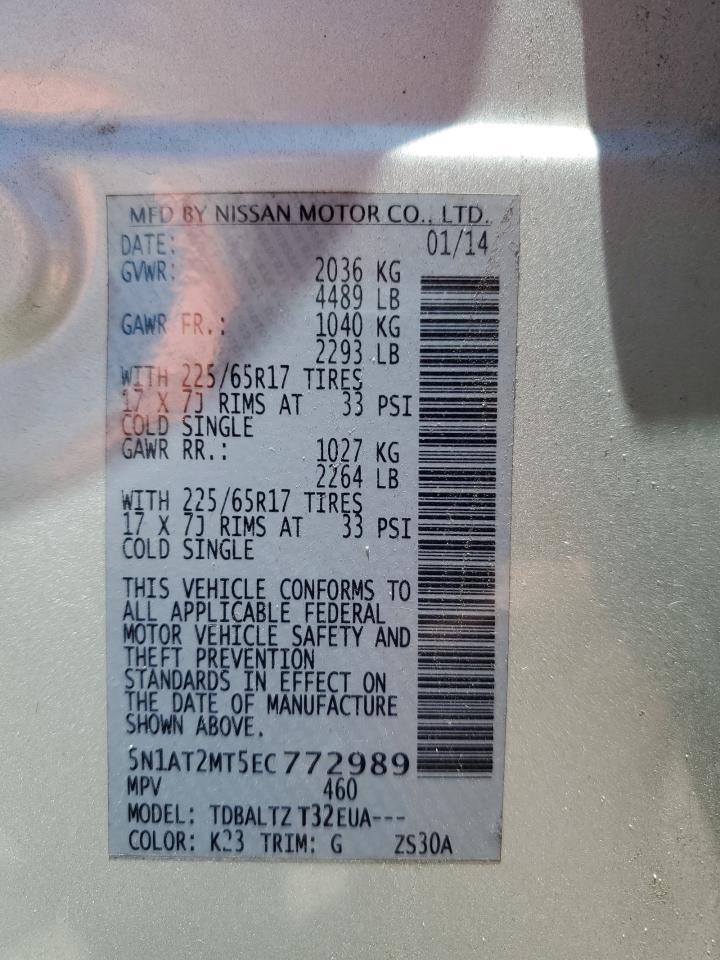 MFD BY NISSAN MOTOR CO., LTD.
DATE: 01/14
GVWR: 2036 KG
4489 LB
GAWR FR.: 1040 KG
2293 LB
WITH 225/65R17 TIRES
17 X 7J RIMS AT 33 PSI
COLD SINGLE
GAWR RR.: 1027 KG
2264 LB
WITH 225/65R17 TIRES
17 X 7J RIMS AT 33 PSI
COLD SINGLE
THIS VEHICLE CONFORMS TO
ALL APPLICABLE FEDERAL
MOTOR VEHICLE SAFETY AND
THEFT PREVENTION
STANDARDS IN EFFECT ON
THE DATE OF MANUFACTURE
SHOWN ABOVE.
5N1AT2MT5EC772989
MPV 460
MODEL: TDBALTZ T32EUA---
COLOR: K23 TRIM: G ZS30A